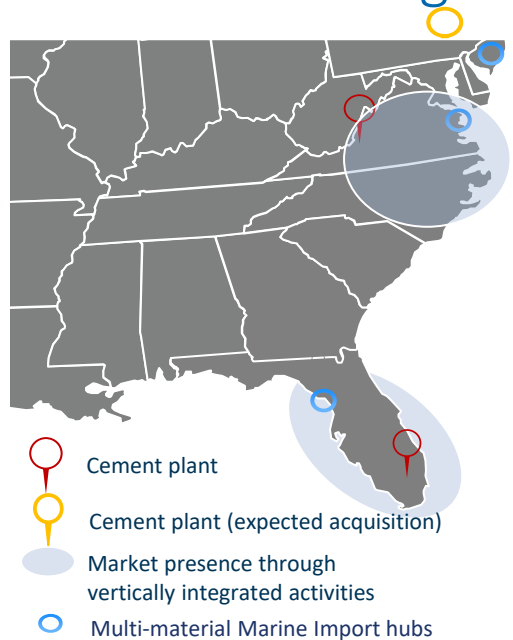 Cement plant
Cement plant (expected acquisition)
Market presence through
vertically integrated activities
Multi-material Marine Import hubs